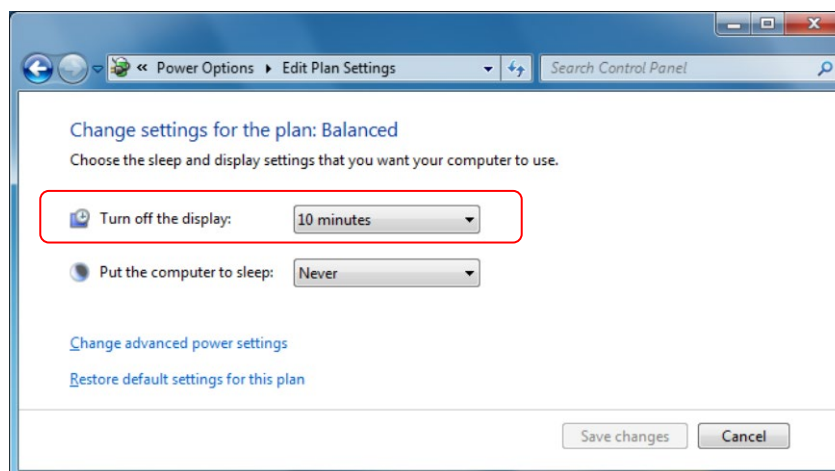 « Power Options ▸ Edit Plan Settings Search Control Panel
Change settings for the plan: Balanced
Choose the sleep and display settings that you want your computer to use.
Turn off the display: 10 minutes
Put the computer to sleep: Never
Change advanced power settings
Restore default settings for this plan
Save changes Cancel